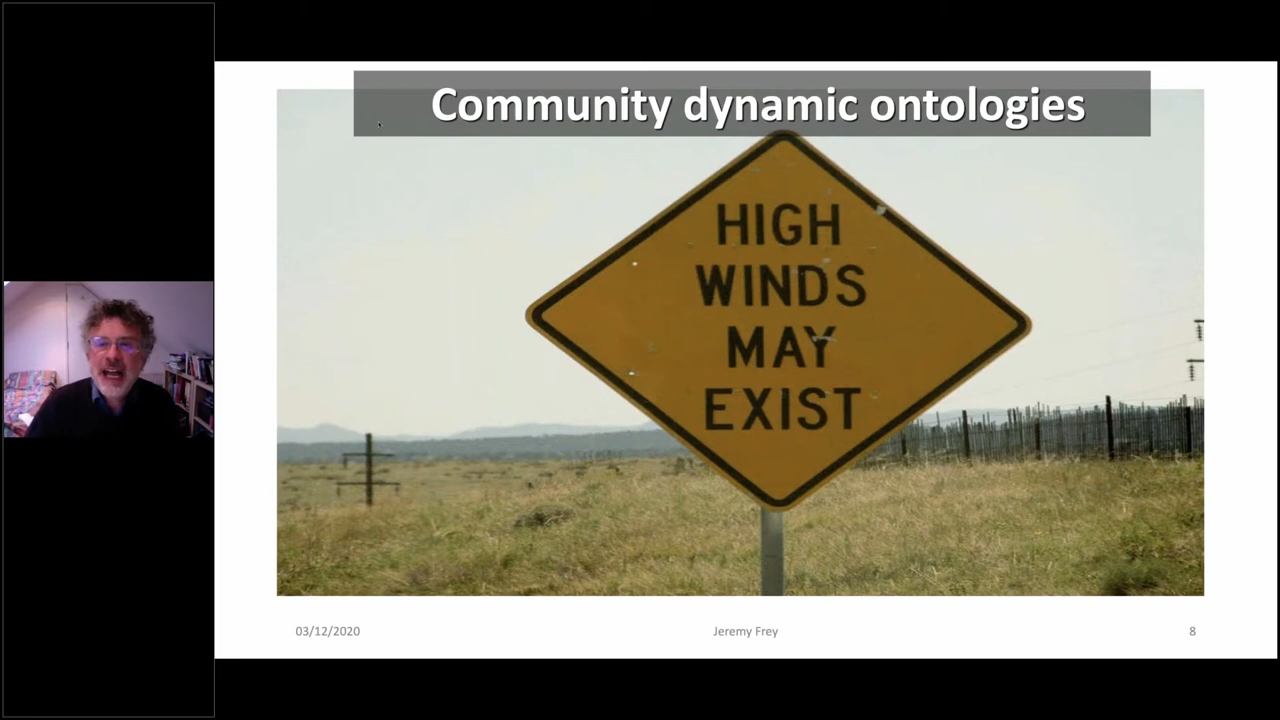 Community dynamic ontologies
HIGH
WINDS
MAY
EXIST
03/12/2020
Jeremy Frey
8